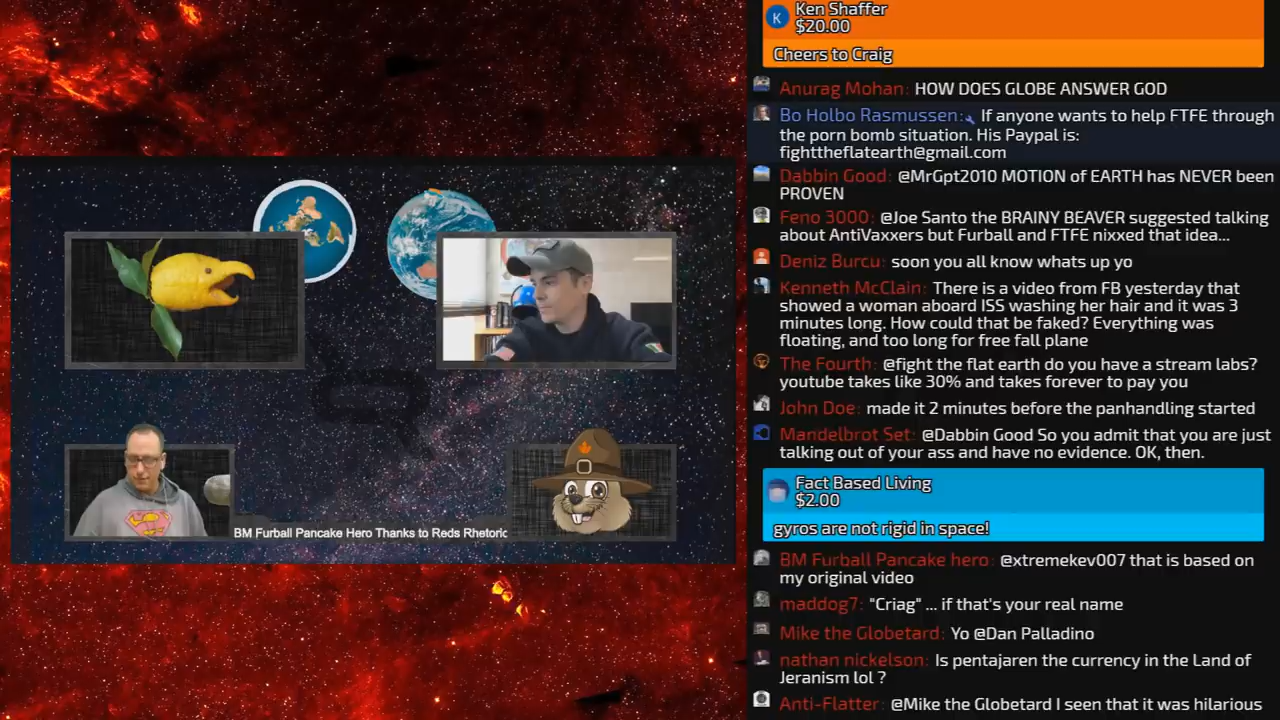 Ken Shaffer
$20.00
Cheers to Craig
Anurag Mohan: HOW DOES GLOBE ANSWER GOD
Bo Holbo Rasmussen: If anyone wants to help FTFE through
the porn bomb situation. His Paypal is:
fighttheflatearth@gmail.com
Dabbin Good: @MrGpt2010 MOTION of EARTH has NEVER been
PROVEN
Feno 3000: @Joe Santo the BRAINY BEAVER suggested talking
about AntiVaxxers but Furball and FTFE nixxed that idea...
Deniz Burcu: soon you all know whats up yo
Kenneth McClain: There is a video from FB yesterday that
showed a woman aboard ISS washing her hair and it was 3
minutes long. How could that be faked? Everything was
floating, and too long for free fall plane
The Fourth: @fight the flat earth do you have a stream labs?
youtube takes like 30% and takes forever to pay you
John Doe: made it 2 minutes before the panhandling started
Mandelbrot Set: @Dabbin Good So you admit that you are just
talking out of your ass and have no evidence. OK, then.
Fact Based Living
$2.00
gyros are not rigid in space!
BM Furball Pancake hero: @xtremekev007 that is based on
my original video
maddog7: "Criag" ... if that's your real name
Mike the Globetard: Yo @Dan Palladino
nathan nickelson: Is pentajaren the currency in the Land of
Jeranism lol ?
Anti-Flatter: @Mike the Globetard I seen that it was hilarious
BM Furball Pancake Hero Thanks to Reds Rhetoric
K